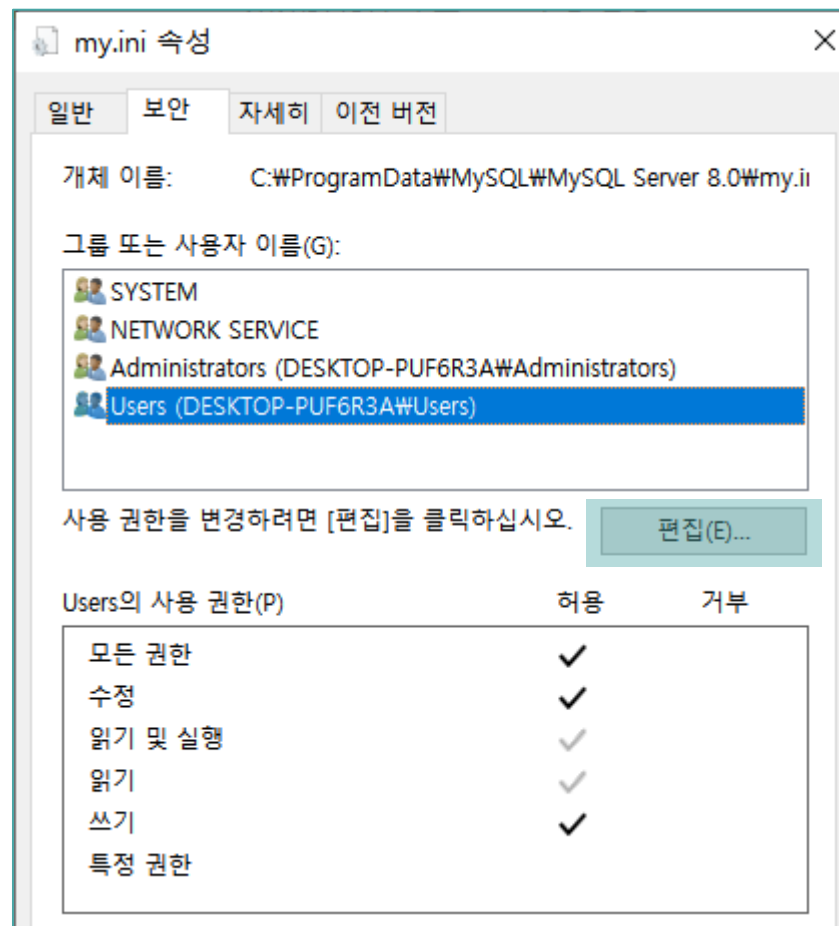 my.ini 속성
일반 보안 자세히 이전 버전
개체 이름: C:₩ProgramData₩MySQL₩MySQL Server 8.0₩my.i
그룹 또는 사용자 이름(G):
SYSTEM
NETWORK SERVICE
Administrators (DESKTOP-PUF6R3A₩Administrators)
Users (DESKTOP-PUF6R3A₩Users)
사용 권한을 변경하려면 [편집]을 클릭하십시오. 편집(E)...
Users의 사용 권한(P) 허용 거부
모든 권한
수정
읽기 및 실행
읽기
쓰기
특정 권한